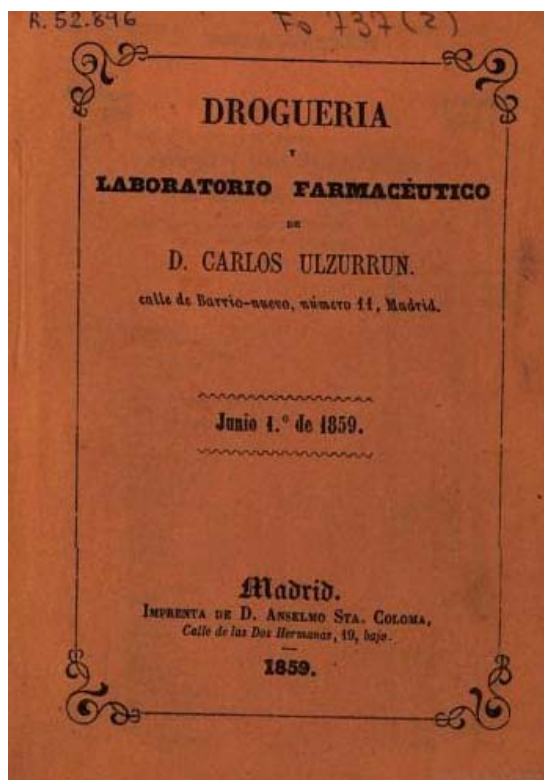 R. 52.896 Fo 737 (2)
DROGUERIA
Y
LABORATORIO FARMACÉUTICO
DE
D. CARLOS ULZURRUN.
calle de Barrio-nuevo, número 11, Madrid.
Junio 1.º de 1859.
Madrid.
IMPRENTA DE D. ANSELMO STA. COLOMA,
Calle de las Dos Hermanas, 19, bajo.
1859.